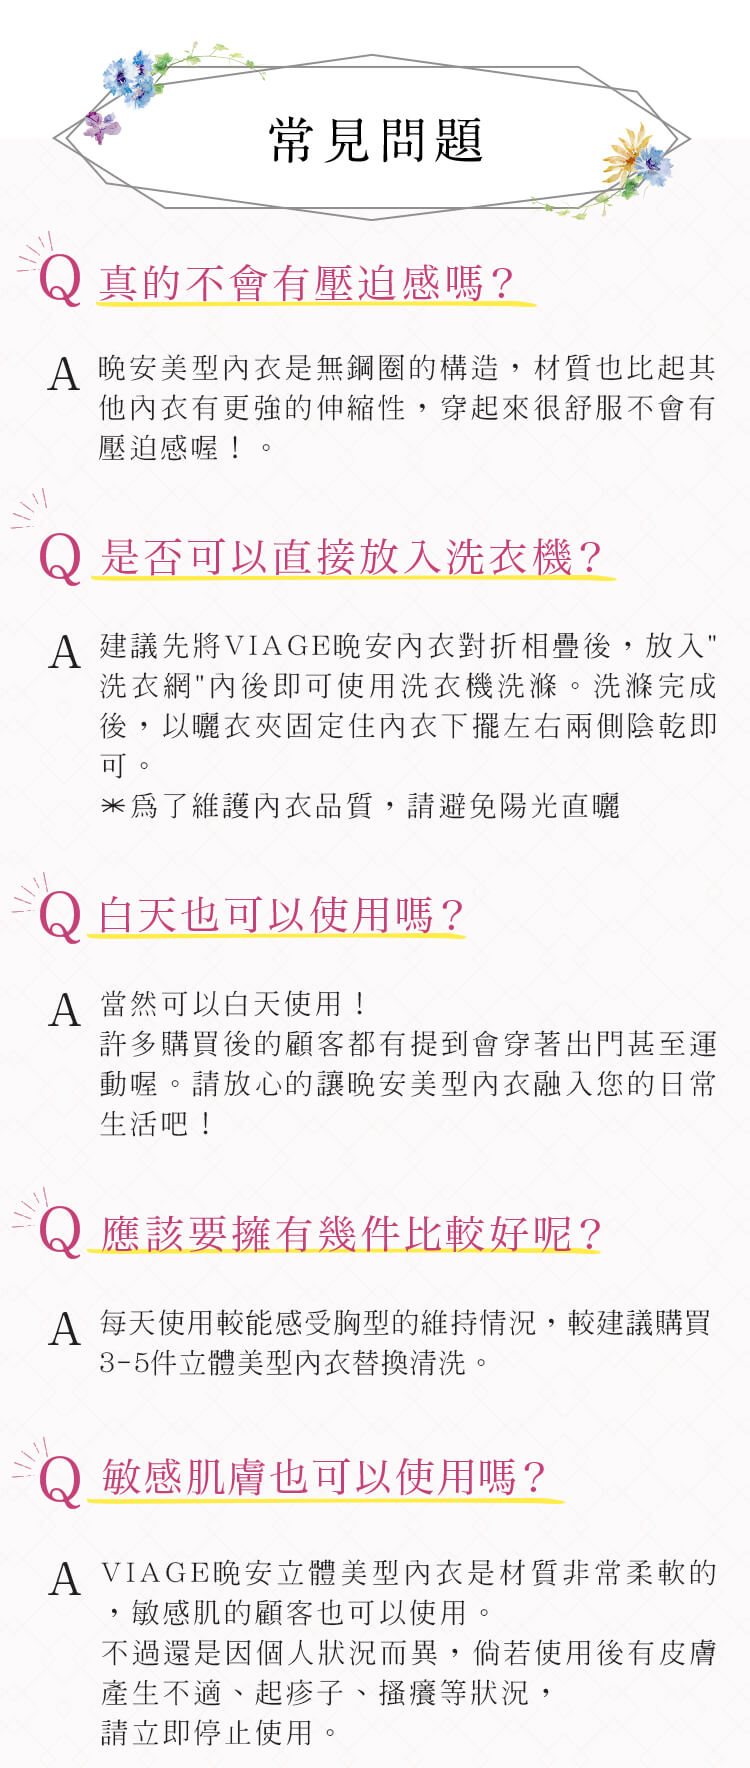 常見問題
Q 真的不會有壓迫感嗎？
A 晚安美型內衣是無鋼圈的構造，材質也比起其
他內衣有更強的伸縮性，穿起來很舒服不會有
壓迫感喔！。
Q 是否可以直接放入洗衣機？
A 建議先將VIAGE晚安內衣對折相疊後，放入"
洗衣網"內後即可使用洗衣機洗滌。洗滌完成
後，以曬衣夾固定住內衣下擺左右兩側陰乾即
可。
＊為了維護內衣品質，請避免陽光直曬
Q 白天也可以使用嗎？
A 當然可以白天使用！
許多購買後的顧客都有提到會穿著出門甚至運
動喔。請放心的讓晚安美型內衣融入您的日常
生活吧！
Q 應該要擁有幾件比較好呢？
A 每天使用較能感受胸型的維持情況，較建議購買
3-5件立體美型內衣替換清洗。
Q 敏感肌膚也可以使用嗎？
A VIAGE晚安立體美型內衣是材質非常柔軟的
，敏感肌的顧客也可以使用。
不過還是因個人狀況而異，倘若使用後有皮膚
產生不適、起疹子、搔癢等狀況，
請立即停止使用。